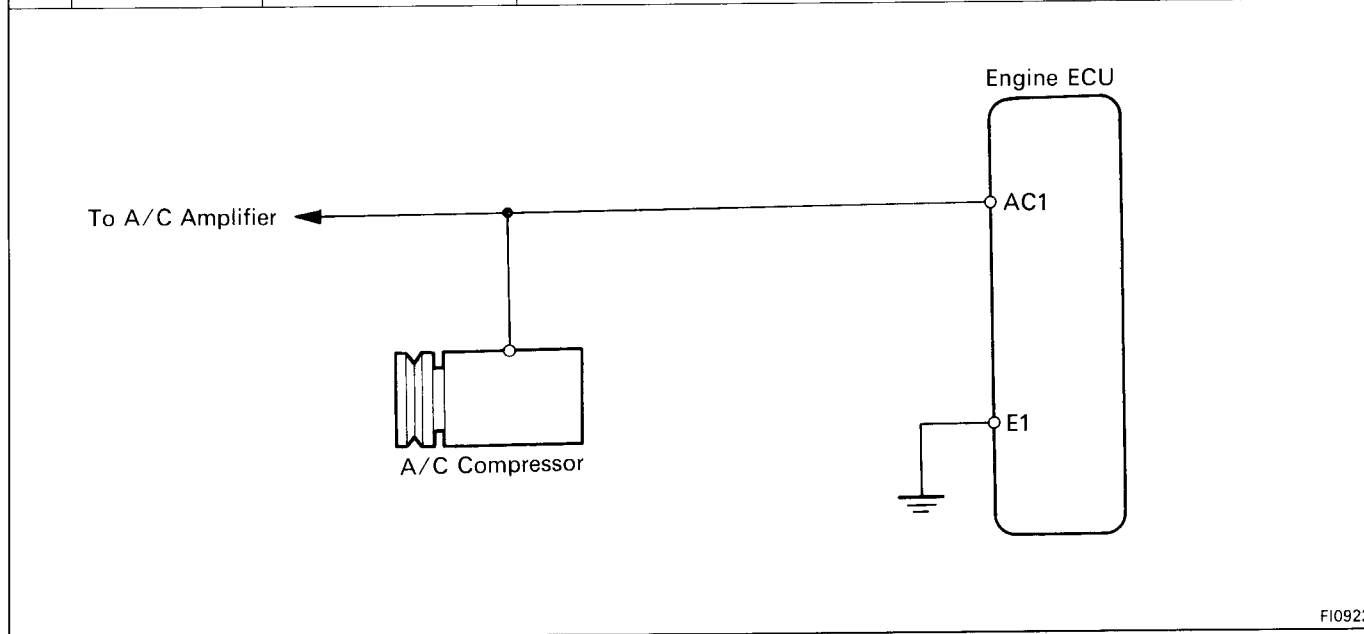 Engine ECU
To A/C Amplifier
AC1
E1
A/C Compressor